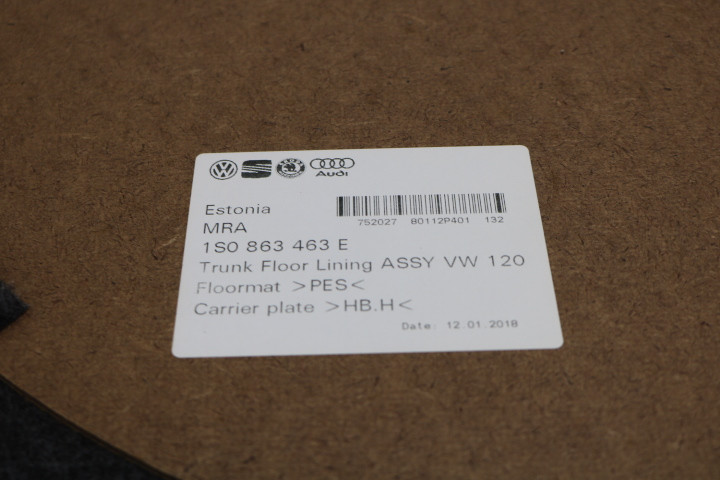 Audi
Estonia
752027 80112P401 132
MRA
1S0 863 463 E
Trunk Floor Lining ASSY VW 120
Floormat >PES<
Carrier plate >HB.H<
Date: 12.01.2018